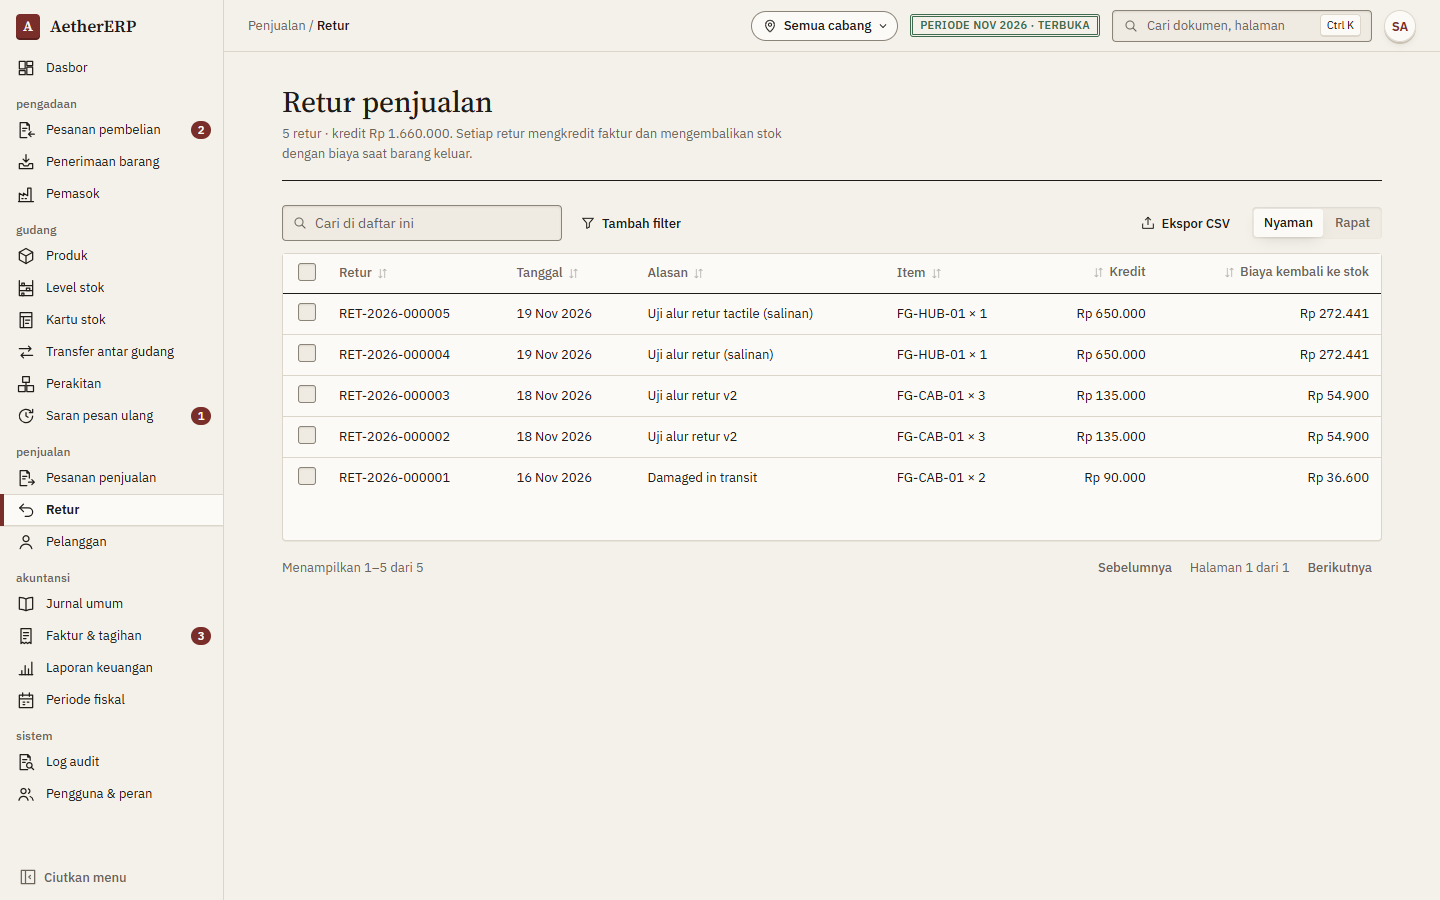 A AetherERP
Dasbor
pengadaan
Pesanan pembelian 2
Penerimaan barang
Pemasok
gudang
Produk
Level stok
Kartu stok
Transfer antar gudang
Perakitan
Saran pesan ulang 1
penjualan
Pesanan penjualan
Retur
Pelanggan
akuntansi
Jurnal umum
Faktur & tagihan 3
Laporan keuangan
Periode fiskal
sistem
Log audit
Pengguna & peran
Ciutkan menu
Penjualan / Retur
Semua cabang
PERIODE NOV 2026 · TERBUKA
Cari dokumen, halaman Ctrl K
SA
Retur penjualan
5 retur · kredit Rp 1.660.000. Setiap retur mengkredit faktur dan mengembalikan stok
dengan biaya saat barang keluar.
Cari di daftar ini
Tambah filter
Ekspor CSV
Nyaman Rapat
Retur Tanggal Alasan Item Kredit Biaya kembali ke stok
RET-2026-000005 19 Nov 2026 Uji alur retur tactile (salinan) FG-HUB-01 × 1 Rp 650.000 Rp 272.441
RET-2026-000004 19 Nov 2026 Uji alur retur (salinan) FG-HUB-01 × 1 Rp 650.000 Rp 272.441
RET-2026-000003 18 Nov 2026 Uji alur retur v2 FG-CAB-01 × 3 Rp 135.000 Rp 54.900
RET-2026-000002 18 Nov 2026 Uji alur retur v2 FG-CAB-01 × 3 Rp 135.000 Rp 54.900
RET-2026-000001 16 Nov 2026 Damaged in transit FG-CAB-01 × 2 Rp 90.000 Rp 36.600
Menampilkan 1–5 dari 5
Sebelumnya Halaman 1 dari 1 Berikutnya